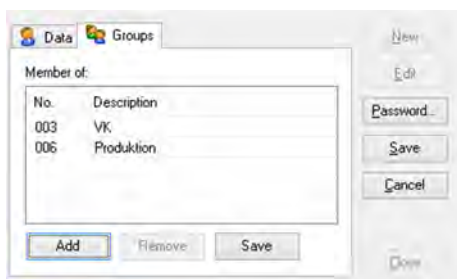 Data Groups
Member of:
No. Description
003 VK
006 Produktion
Add Remove Save
New
Edit
Password...
Save
Cancel
Close